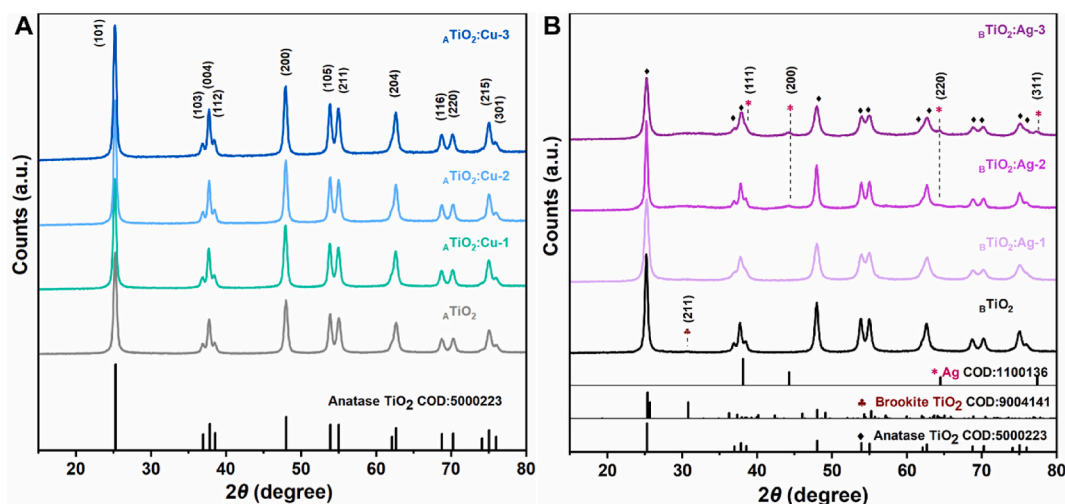 A
(101)
(103)
(004)
(112)
(200)
(105)
(211)
(204)
(116)
(220)
(215)
(301)
ATiO2:Cu-3
ATiO2:Cu-2
ATiO2:Cu-1
ATiO2
Anatase TiO2 COD:5000223
Counts (a.u.)
20 30 40 50 60 70 80
2θ (degree)
B
BTiO2:Ag-3
♦
♦ ♦
(111)
*
(200)
*
♦
♦ ♦
♦ ♦
(220)
*
♦ ♦
♦ ♦
(311)
*
BTiO2:Ag-2
BTiO2:Ag-1
BTiO2
(211)
♣
* Ag COD:1100136
♣ Brookite TiO2 COD:9004141
♦ Anatase TiO2 COD:5000223
Counts (a.u.)
20 30 40 50 60 70 80
2θ (degree)